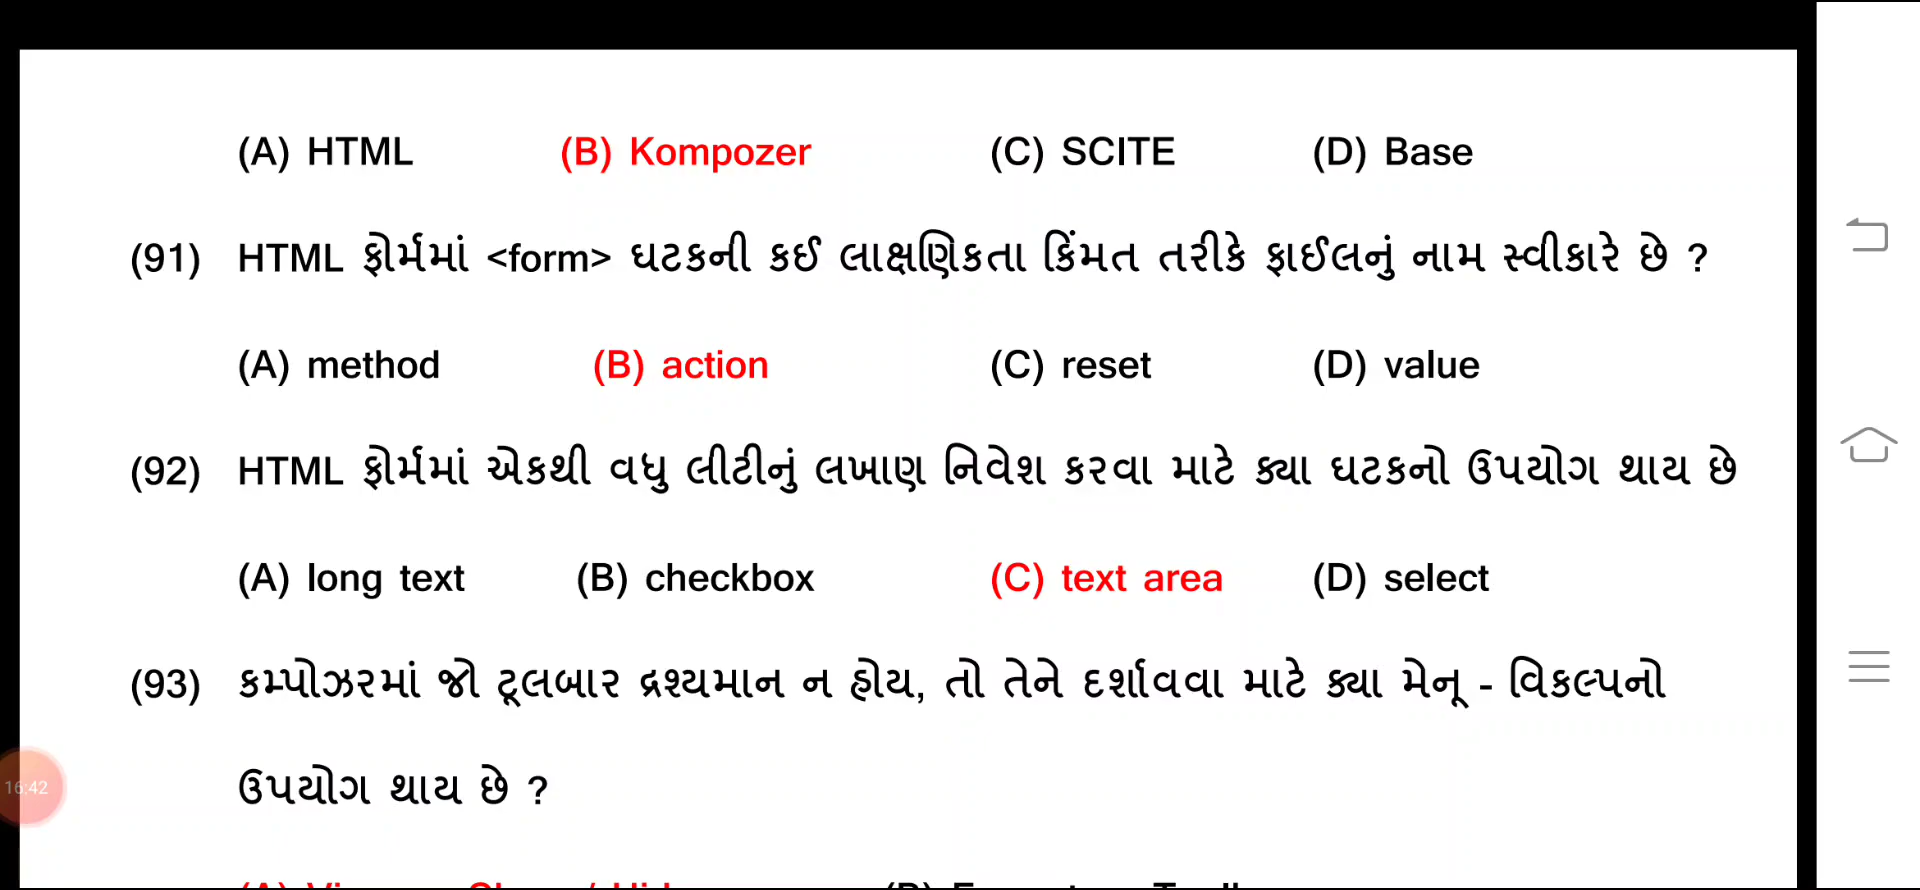 (A) HTML (B) Kompozer (C) SCITE (D) Base
(91) HTML ફોર્મમાં <form> ઘટકની કઈ લાક્ષણિકતા કિંમત તરીકે ફાઈલનું નામ સ્વીકારે છે ?
(A) method (B) action (C) reset (D) value
(92) HTML ફોર્મમાં એકથી વધુ લીટીનું લખાણ નિવેશ કરવા માટે ક્યા ઘટકનો ઉપયોગ થાય છે
(A) long text (B) checkbox (C) text area (D) select
(93) કમ્પોઝરમાં જો ટૂલબાર દ્રશ્યમાન ન હોય, તો તેને દર્શાવવા માટે ક્યા મેનૂ - વિકલ્પનો
ઉપયોગ થાય છે ?
16:42